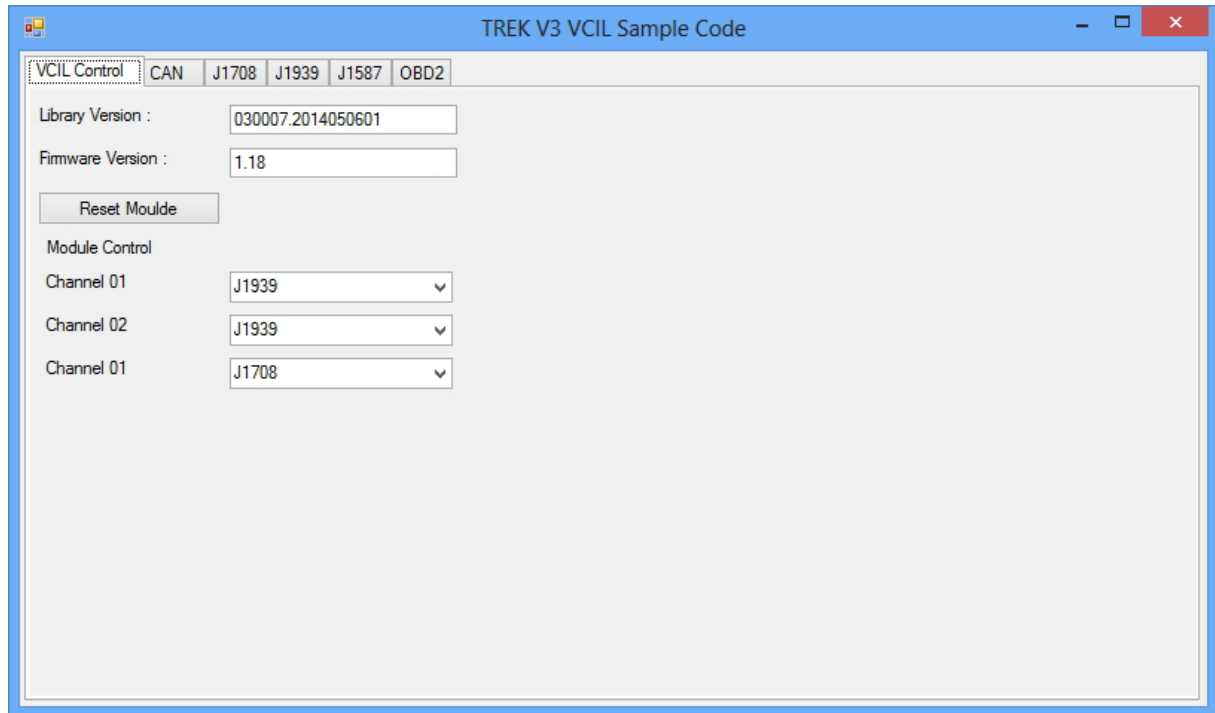 TREK V3 VCIL Sample Code
VCIL Control CAN J1708 J1939 J1587 OBD2
Library Version : 030007.2014050601
Firmware Version : 1.18
Reset Moulde
Module Control
Channel 01 J1939
Channel 02 J1939
Channel 01 J1708